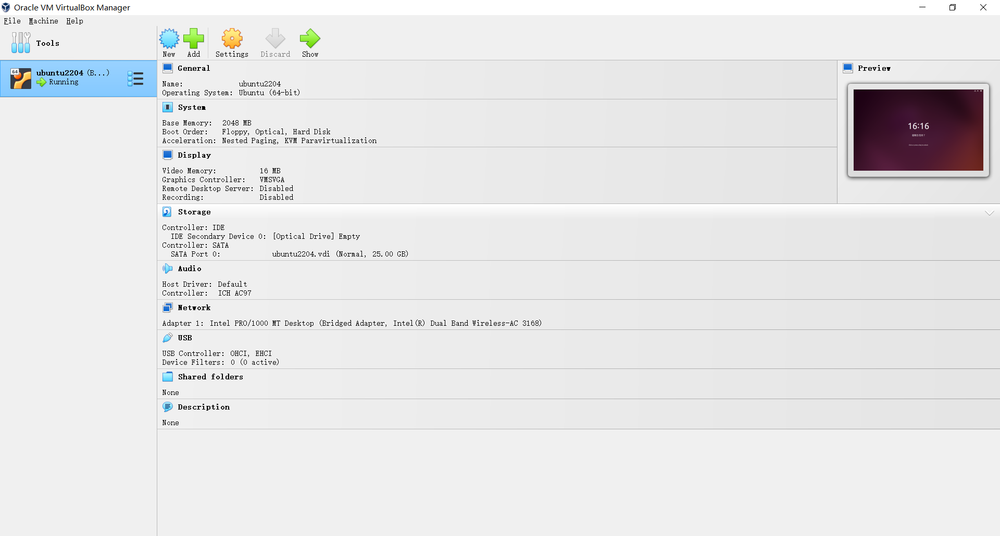 Oracle VM VirtualBox Manager
File Machine Help
Tools
New Add Settings Discard Show
64
ubuntu2204 (B...)
Running
General
Name: ubuntu2204
Operating System: Ubuntu (64-bit)
System
Base Memory: 2048 MB
Boot Order: Floppy, Optical, Hard Disk
Acceleration: Nested Paging, KVM Paravirtualization
Display
Video Memory: 16 MB
Graphics Controller: VMSVGA
Remote Desktop Server: Disabled
Recording: Disabled
Preview
16:16
Storage
Controller: IDE
IDE Secondary Device 0: [Optical Drive] Empty
Controller: SATA
SATA Port 0: ubuntu2204.vdi (Normal, 25.00 GB)
Audio
Host Driver: Default
Controller: ICH AC97
Network
Adapter 1: Intel PRO/1000 MT Desktop (Bridged Adapter, Intel(R) Dual Band Wireless-AC 3168)
USB
USB Controller: OHCI, EHCI
Device Filters: 0 (0 active)
Shared folders
None
Description
None